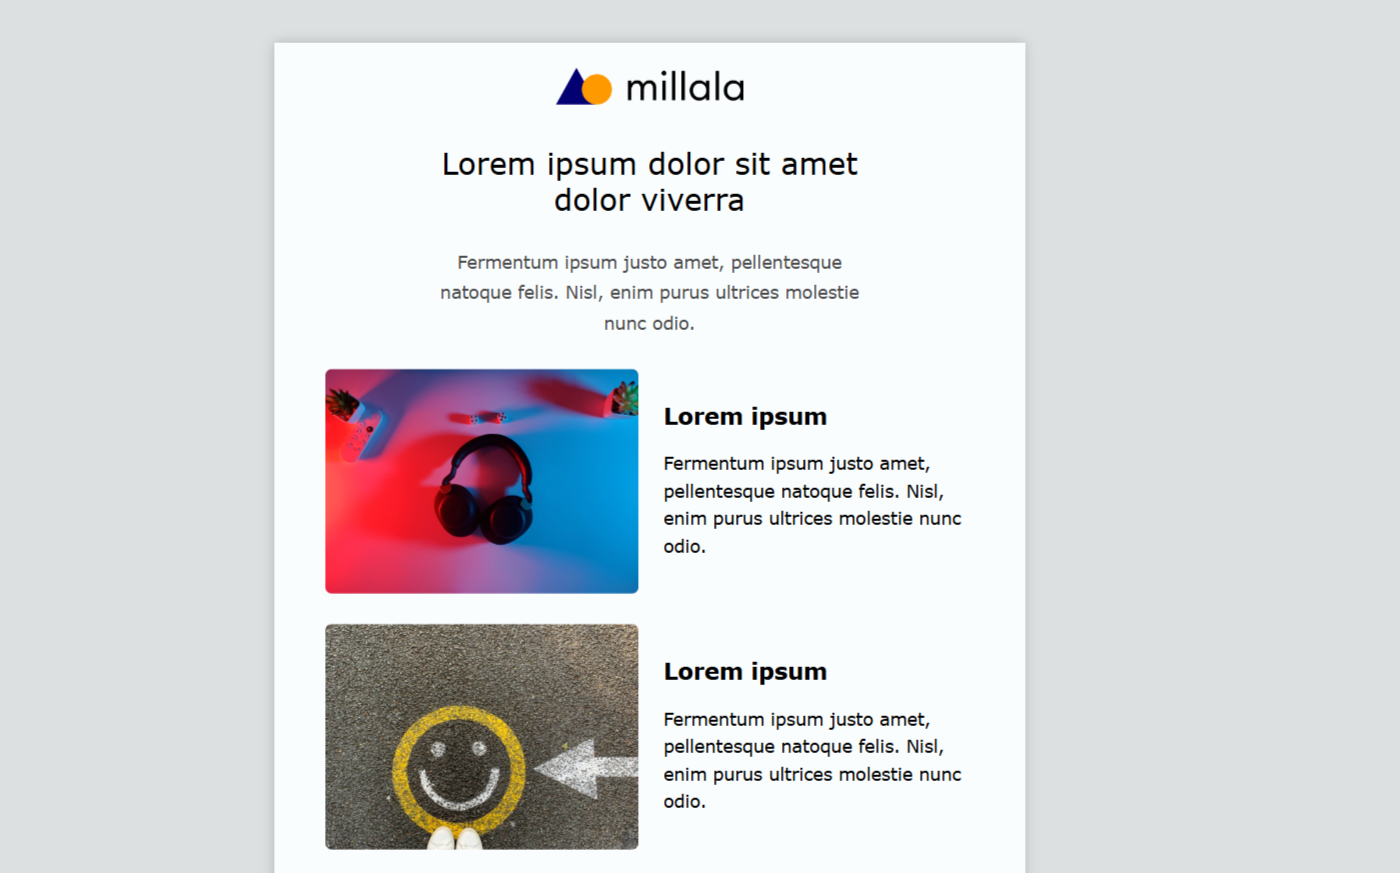 millala
Lorem ipsum dolor sit amet
dolor viverra
Fermentum ipsum justo amet, pellentesque
natoque felis. Nisl, enim purus ultrices molestie
nunc odio.
Lorem ipsum
Fermentum ipsum justo amet,
pellentesque natoque felis. Nisl,
enim purus ultrices molestie nunc
odio.
Lorem ipsum
Fermentum ipsum justo amet,
pellentesque natoque felis. Nisl,
enim purus ultrices molestie nunc
odio.